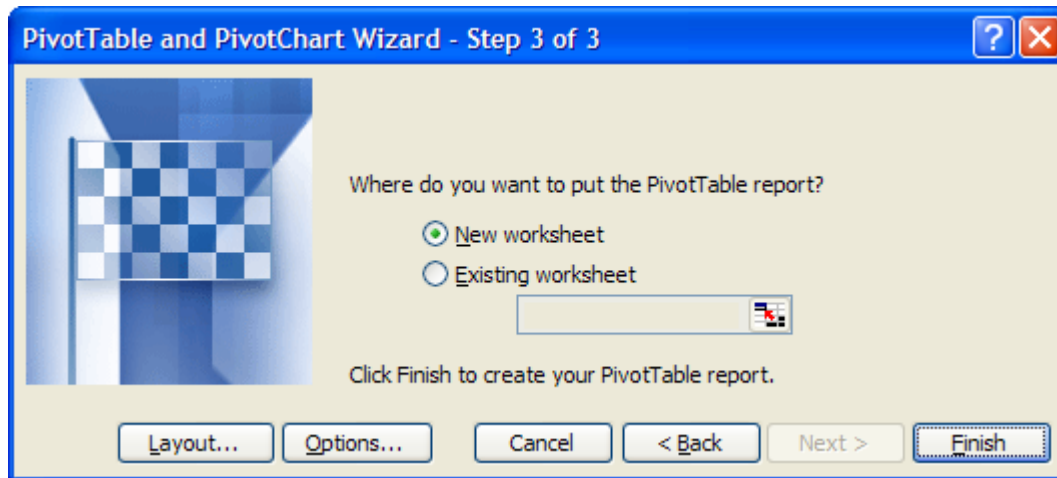 PivotTable and PivotChart Wizard - Step 3 of 3
Where do you want to put the PivotTable report?
New worksheet
Existing worksheet
Click Finish to create your PivotTable report.
Layout... Options... Cancel < Back Next > Finish